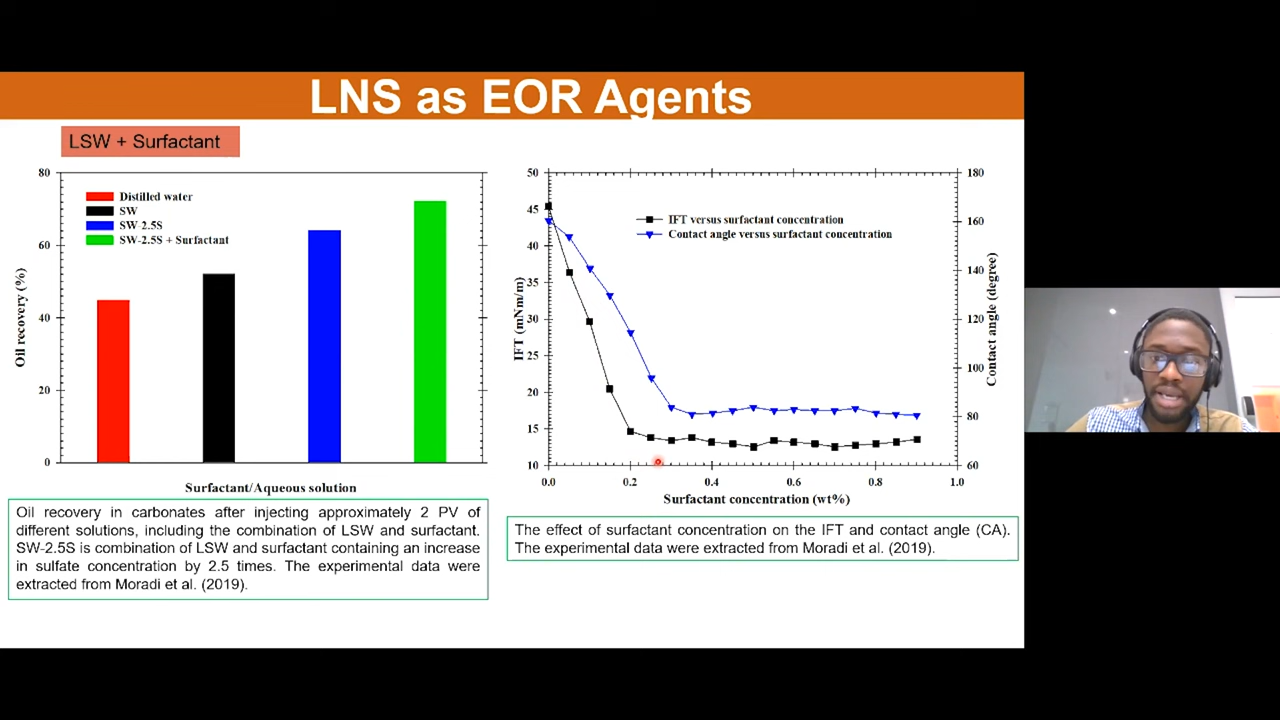 LNS as EOR Agents
LSW + Surfactant
80
60
40
20
0
Oil recovery (%)
Distilled water
SW
SW-2.5S
SW-2.5S + Surfactant
Surfactant/Aqueous solution
Oil recovery in carbonates after injecting approximately 2 PV of
different solutions, including the combination of LSW and surfactant.
SW-2.5S is combination of LSW and surfactant containing an increase
in sulfate concentration by 2.5 times. The experimental data were
extracted from Moradi et al. (2019).
50
45
40
35
30
25
20
15
10
IFT (mNm/m)
IFT versus surfactant concentration
Contact angle versus surfactant concentration
180
160
140
120
100
80
60
Contact angle (degree)
0.0 0.2 0.4 0.6 0.8 1.0
Surfactant concentration (wt%)
The effect of surfactant concentration on the IFT and contact angle (CA).
The experimental data were extracted from Moradi et al. (2019).